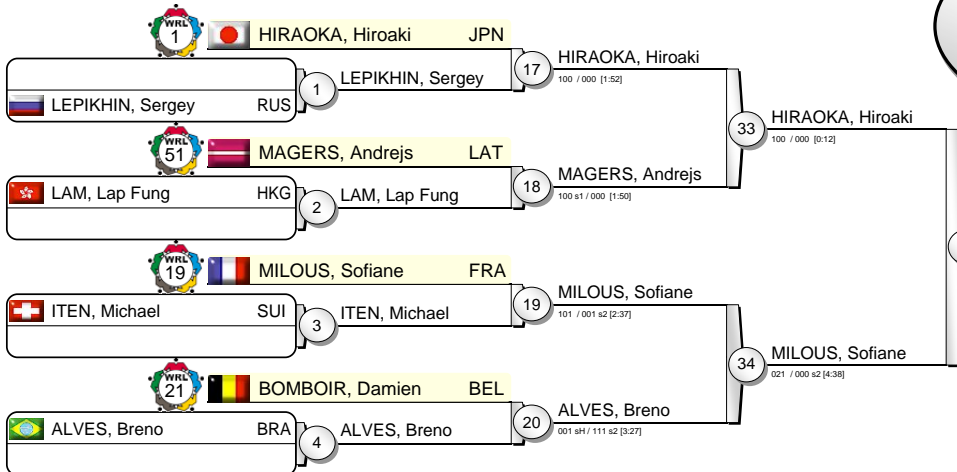 WRL
1
HIRAOKA, Hiroaki JPN
LEPIKHIN, Sergey RUS
1
LEPIKHIN, Sergey
17
HIRAOKA, Hiroaki
100 / 000 [1:52]
WRL
51
MAGERS, Andrejs LAT
LAM, Lap Fung HKG
2
LAM, Lap Fung
18
MAGERS, Andrejs
100 s1 / 000 [1:50]
33
HIRAOKA, Hiroaki
100 / 000 [0:12]
WRL
19
MILOUS, Sofiane FRA
ITEN, Michael SUI
3
ITEN, Michael
19
MILOUS, Sofiane
101 / 001 s2 [2:37]
WRL
21
BOMBOIR, Damien BEL
ALVES, Breno BRA
4
ALVES, Breno
20
ALVES, Breno
001 sH / 111 s2 [3:27]
34
MILOUS, Sofiane
021 / 000 s2 [4:38]